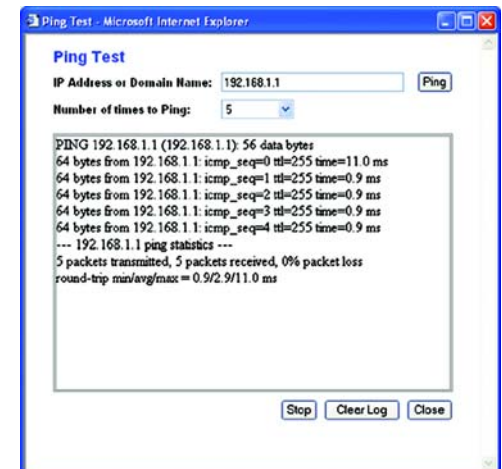 Ping Test - Microsoft Internet Explorer
Ping Test
IP Address or Domain Name: 192.168.1.1 Ping
Number of times to Ping: 5
PING 192.168.1.1 (192.168.1.1): 56 data bytes
64 bytes from 192.168.1.1: icmp_seq=0 ttl=255 time=11.0 ms
64 bytes from 192.168.1.1: icmp_seq=1 ttl=255 time=0.9 ms
64 bytes from 192.168.1.1: icmp_seq=2 ttl=255 time=0.9 ms
64 bytes from 192.168.1.1: icmp_seq=3 ttl=255 time=0.9 ms
64 bytes from 192.168.1.1: icmp_seq=4 ttl=255 time=0.9 ms
--- 192.168.1.1 ping statistics ---
5 packets transmitted, 5 packets received, 0% packet loss
round-trip min/avg/max = 0.9/2.9/11.0 ms
Stop Clear Log Close